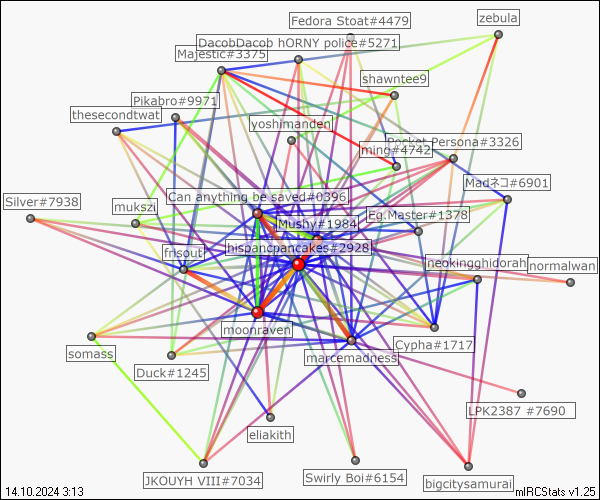 Fedora Stoat#4479
zebula
DacobDacob hORNY police#5271
Majestic#3375
shawntee9
Pikabro#9971
thesecondtwat
yoshimanden
Pocket Persona#3326
ming#4742
Madネコ#6901
Can anything be saved#0396
Silver#7938
mukszi
Eg.Master#1378
Mushy#1984
frisout
hispancpancakes#2928
neokingghidorah
normalwan
moonraven
somass
Cypha#1717
marcemadness
Duck#1245
LPK2387 #7690
eliakith
JKOUYH VIII#7034
Swirly Boi#6154
bigcitysamurai
14.10.2024 3:13
mIRCStats v1.25